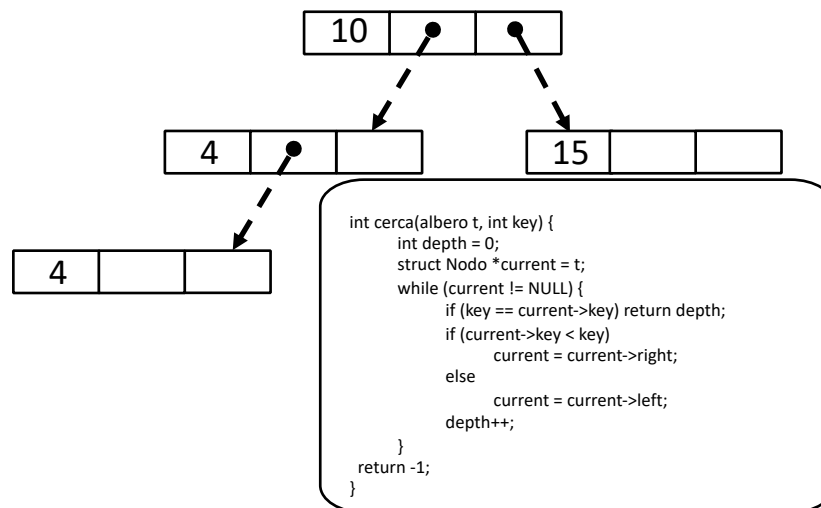 10
4
15
4
int cerca(albero t, int key) {
int depth = 0;
struct Nodo *current = t;
while (current != NULL) {
if (key == current->key) return depth;
if (current->key < key)
current = current->right;
else
current = current->left;
depth++;
}
return -1;
}